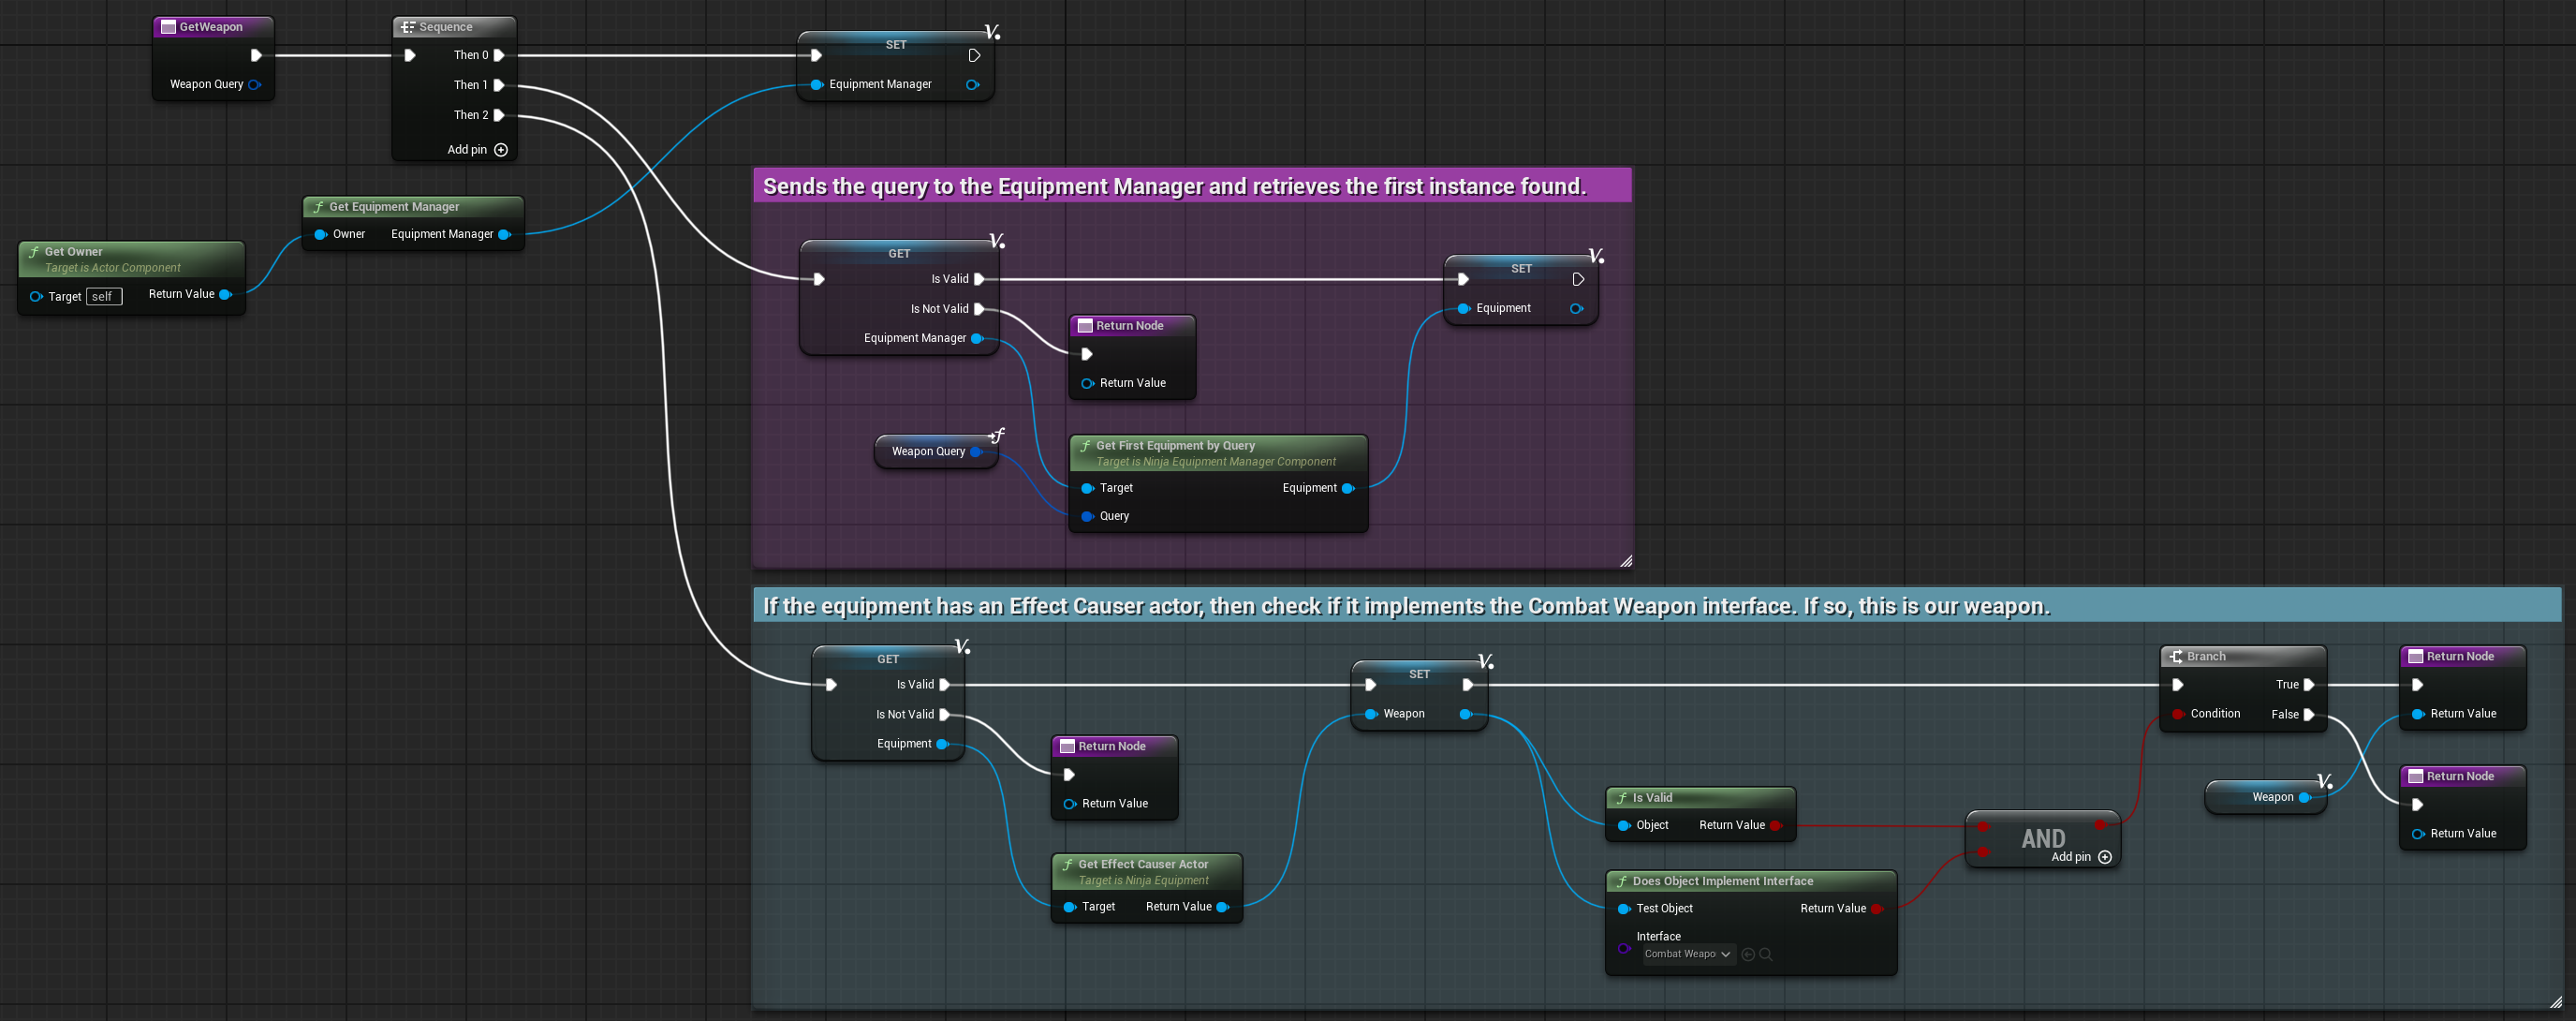 GetWeapon
Weapon Query
Sequence
Then 0
Then 1
Then 2
Add pin
SET
Equipment Manager
Get Equipment Manager
Owner Equipment Manager
Get Owner
Target is Actor Component
Target self Return Value
Sends the query to the Equipment Manager and retrieves the first instance found.
GET
Is Valid
Is Not Valid
Equipment Manager
Return Node
Return Value
SET
Equipment
Weapon Query
Get First Equipment by Query
Target is Ninja Equipment Manager Component
Target Equipment
Query
If the equipment has an Effect Causer actor, then check if it implements the Combat Weapon interface. If so, this is our weapon.
GET
Is Valid
Is Not Valid
Equipment
Return Node
Return Value
Get Effect Causer Actor
Target is Ninja Equipment
Target Return Value
SET
Weapon
Is Valid
Object Return Value
Does Object Implement Interface
Test Object Return Value
Interface
Combat Weapo
AND
Add pin
Branch
True
Condition False
Weapon
Return Node
Return Value
Return Node
Return Value